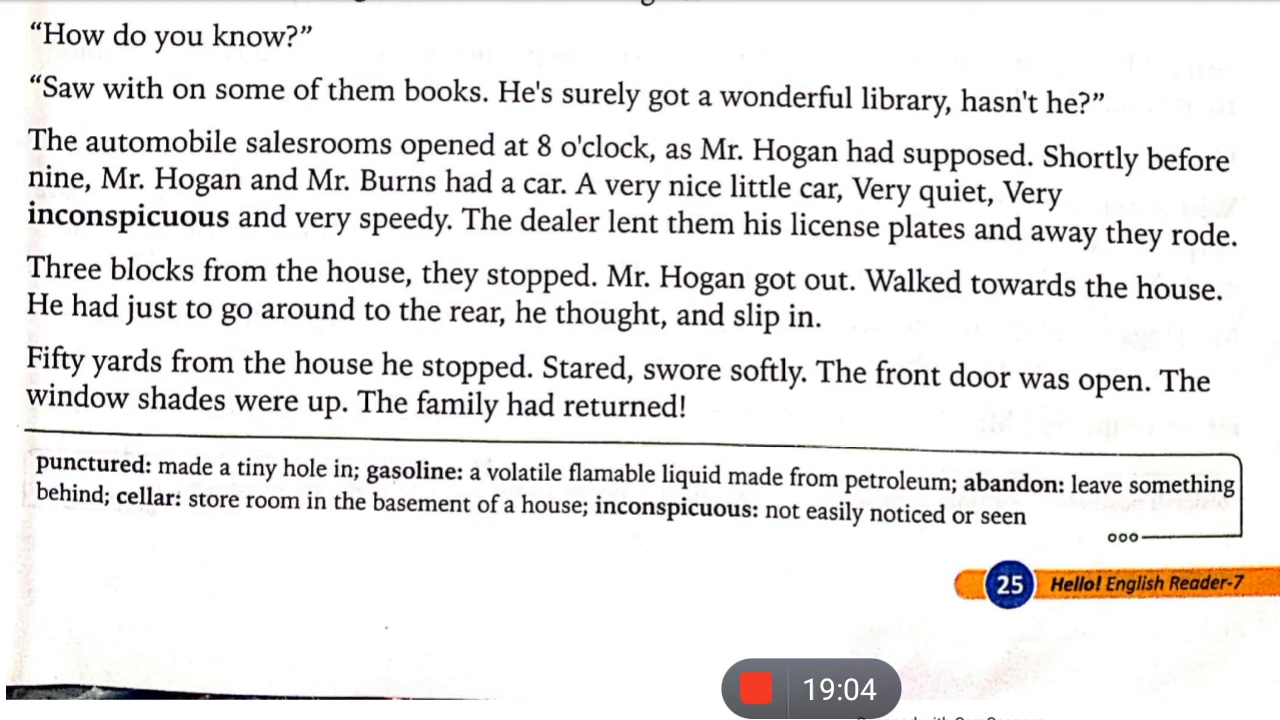 “How do you know?”
“Saw with on some of them books. He's surely got a wonderful library, hasn't he?”
The automobile salesrooms opened at 8 o'clock, as Mr. Hogan had supposed. Shortly before
nine, Mr. Hogan and Mr. Burns had a car. A very nice little car, Very quiet, Very
inconspicuous and very speedy. The dealer lent them his license plates and away they rode.
Three blocks from the house, they stopped. Mr. Hogan got out. Walked towards the house.
He had just to go around to the rear, he thought, and slip in.
Fifty yards from the house he stopped. Stared, swore softly. The front door was open. The
window shades were up. The family had returned!
punctured: made a tiny hole in; gasoline: a volatile flamable liquid made from petroleum; abandon: leave something
behind; cellar: store room in the basement of a house; inconspicuous: not easily noticed or seen
25 Hello! English Reader-7
19:04